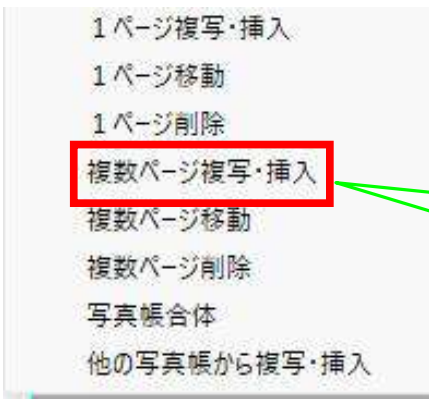 1ページ複写･挿入
1ページ移動
1ページ削除
複数ページ複写･挿入
複数ページ移動
複数ページ削除
写真帳合体
他の写真帳から複写･挿入